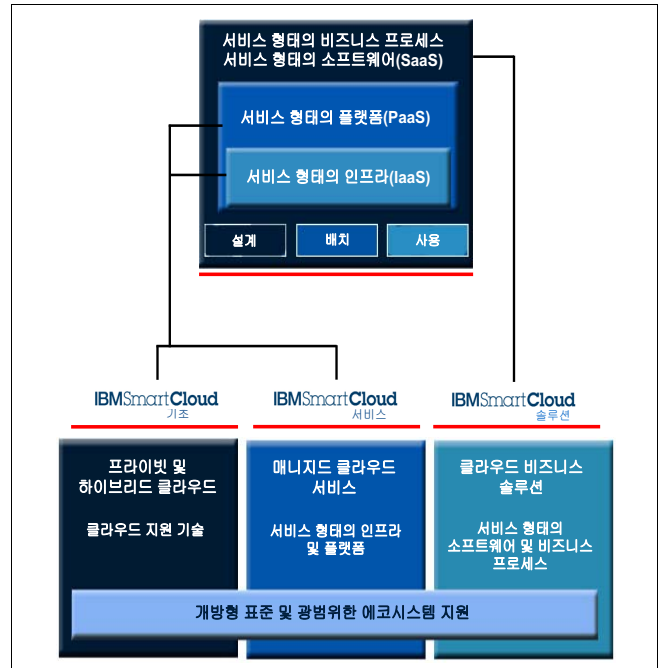 서비스 형태의 비즈니스 프로세스
서비스 형태의 소프트웨어(SaaS)
서비스 형태의 플랫폼(PaaS)
서비스 형태의 인프라(IaaS)
설계
배치
사용
IBMSmartCloud
기조
IBMSmartCloud
서비스
IBMSmartCloud
솔루션
프라이빗 및
하이브리드 클라우드
클라우드 지원 기술
매니지드 클라우드
서비스
서비스 형태의 인프라
및 플랫폼
클라우드 비즈니스
솔루션
서비스 형태의
소프트웨어 및 비즈니스
프로세스
개방형 표준 및 광범위한 에코시스템 지원